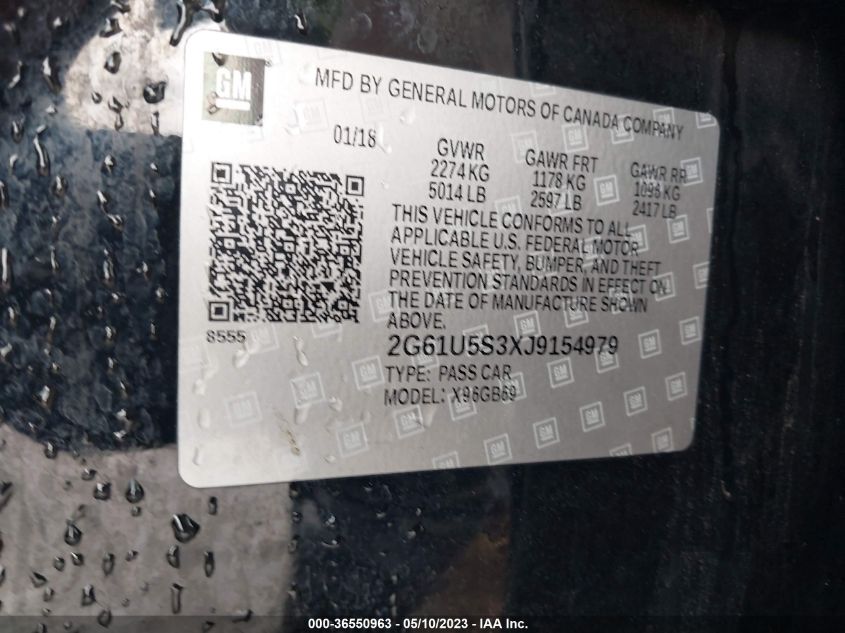 GM
MFD BY GENERAL MOTORS OF CANADA COMPANY
01/18
GVWR
2274 KG
5014 LB
GAWR FRT
1178 KG
2597 LB
GAWR RR
1096 KG
2417 LB
THIS VEHICLE CONFORMS TO ALL
APPLICABLE U.S. FEDERAL MOTOR
VEHICLE SAFETY, BUMPER, AND THEFT
PREVENTION STANDARDS IN EFFECT ON
THE DATE OF MANUFACTURE SHOWN
ABOVE.
8555
2G61U5S3XJ9154979
TYPE: PASS CAR
MODEL: X96GB69
000-36550963 - 05/10/2023 - IAA Inc.